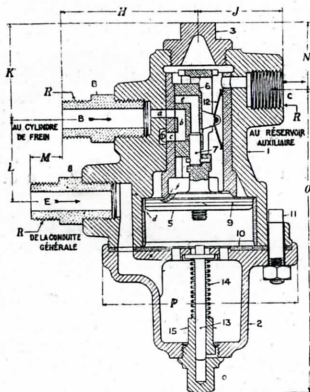 H
J
3
K
N
R
B
6
a
b
12
B
c
C
AU CYLINDRE
DE FREIN
R
AU RÉSERVOIR
AUXILIAIRE
7
1
M
L
8
E
O
d
5
9
11
R
10
DE LA CONDUITE
GÉNÉRALE
P
14
15
13
2